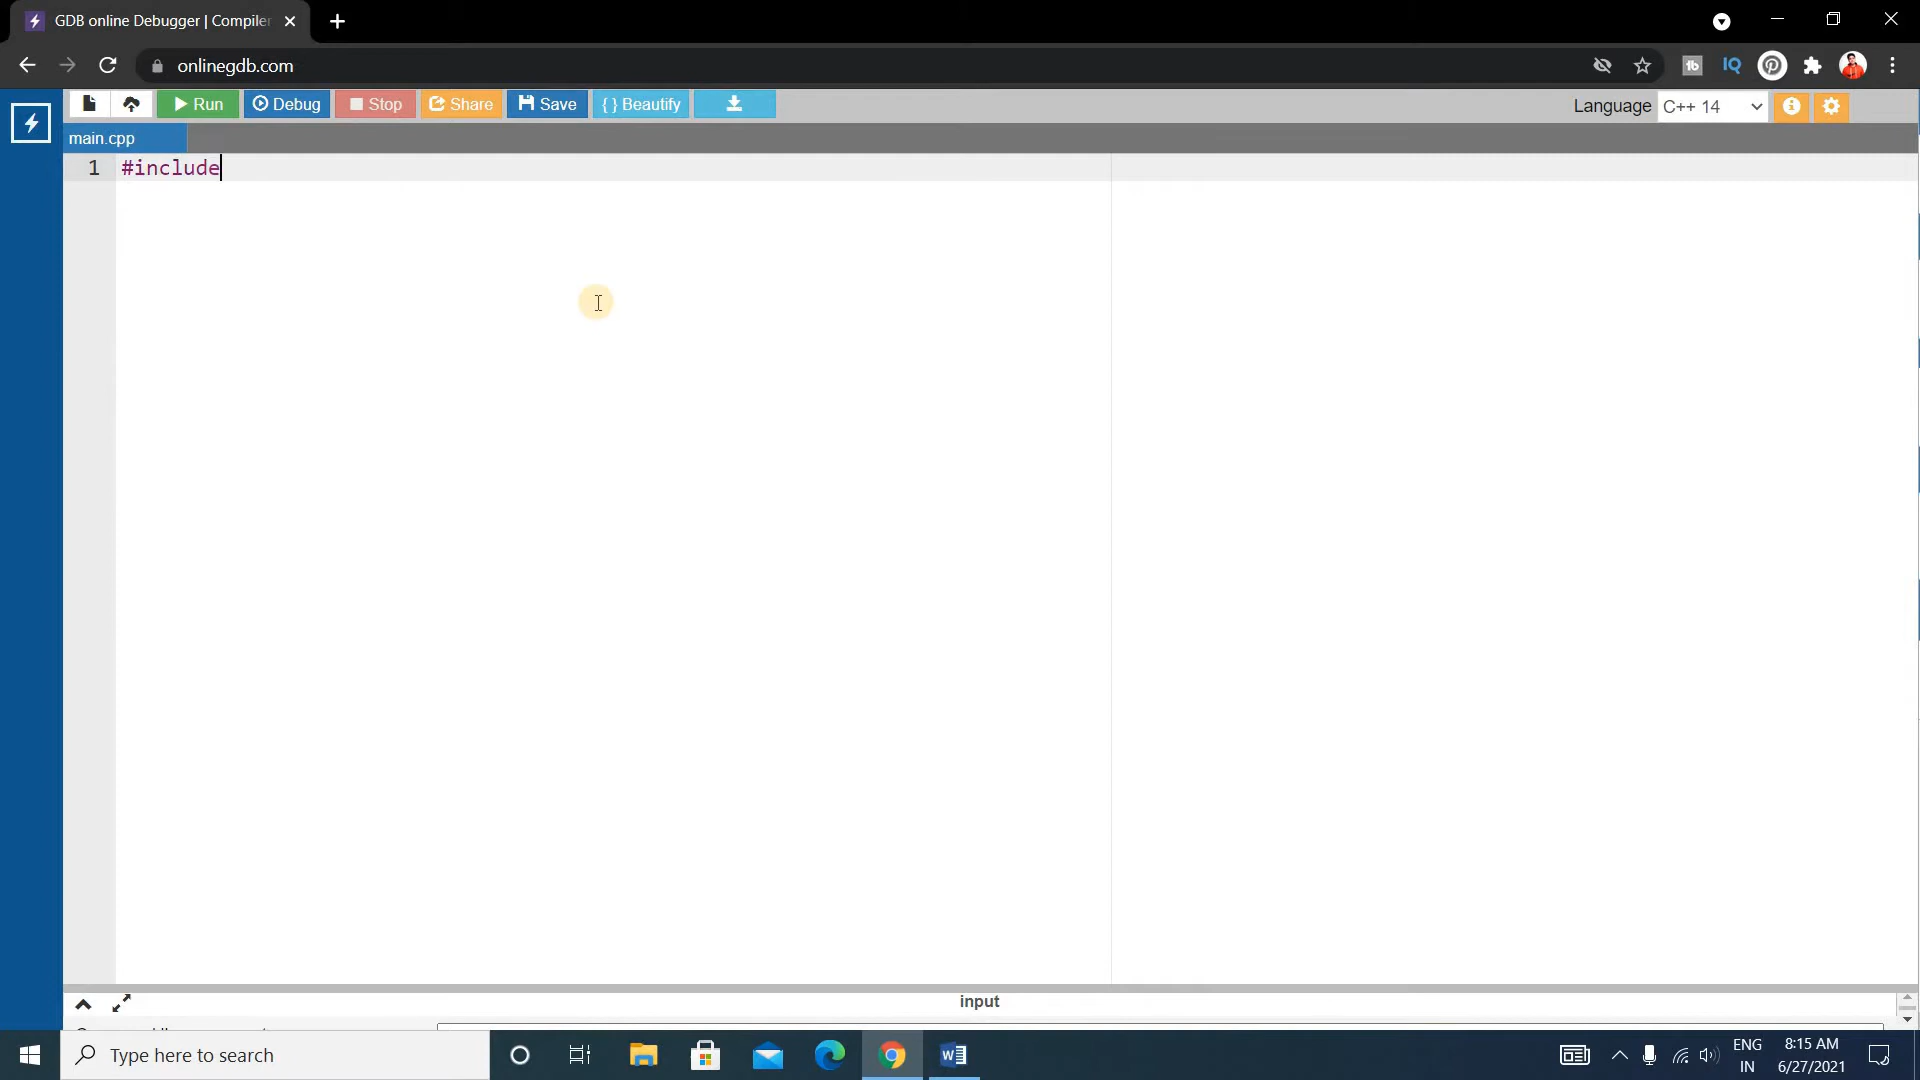 GDB online Debugger | Compiler
onlinegdb.com
Run
Debug
Stop
Share
Save
{ } Beautify
Language
C++ 14
main.cpp
1
#include
input
Type here to search
ENG
IN
8:15 AM
6/27/2021